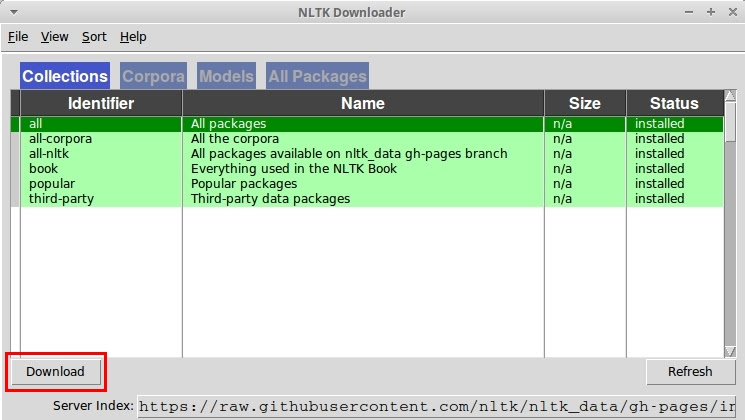 NLTK Downloader
File View Sort Help
Collections Corpora Models All Packages
Identifier Name Size Status
all All packages n/a installed
all-corpora All the corpora n/a installed
all-nltk All packages available on nltk_data gh-pages branch n/a installed
book Everything used in the NLTK Book n/a installed
popular Popular packages n/a installed
third-party Third-party data packages n/a installed
Download Refresh
Server Index: https://raw.githubusercontent.com/nltk/nltk_data/gh-pages/